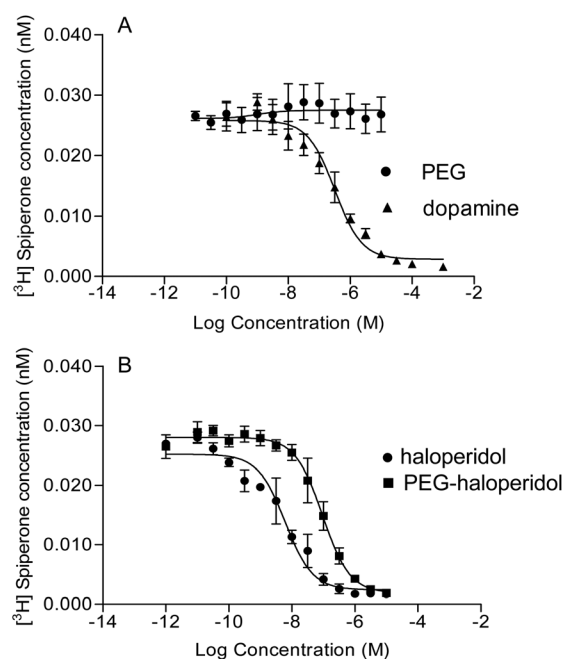 A
0.040
0.030
0.020
0.010
0.000
[³H] Spiperone concentration (nM)
PEG
dopamine
-14 -12 -10 -8 -6 -4 -2
Log Concentration (M)
B
0.040
0.030
0.020
0.010
0.000
[³H] Spiperone concentration (nM)
haloperidol
PEG-haloperidol
-14 -12 -10 -8 -6 -4 -2
Log Concentration (M)